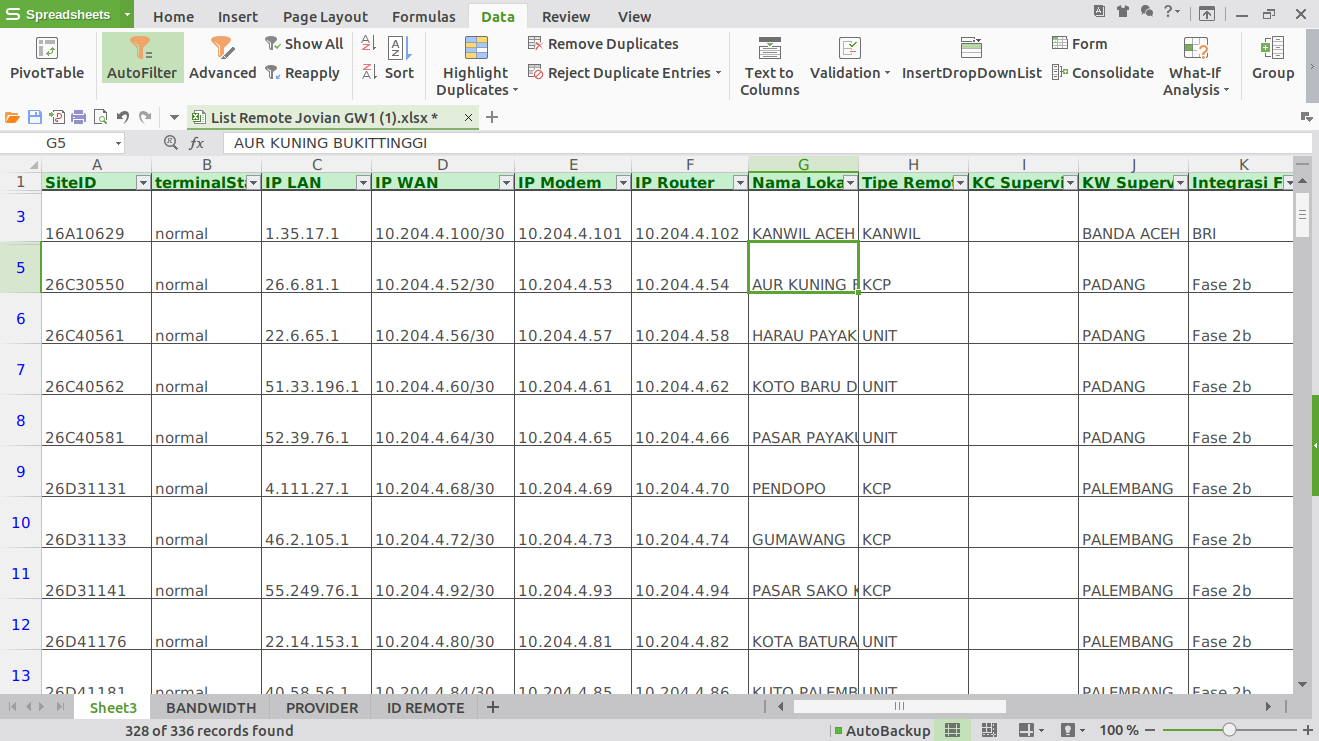 Spreadsheets Home Insert Page Layout Formulas Data Review View
PivotTable AutoFilter Advanced Show All Reapply Sort Highlight Duplicates Remove Duplicates Reject Duplicate Entries Text to Columns Validation InsertDropDownList Form Consolidate What-If Analysis Group
List Remote Jovian GW1 (1).xlsx *
G5 fx AUR KUNING BUKITTINGGI
A B C D E F G H I J K
1 SiteID terminalSta IP LAN IP WAN IP Modem IP Router Nama Loka Tipe Remot KC Supervi KW Superv Integrasi F
3 16A10629 normal 1.35.17.1 10.204.4.100/30 10.204.4.101 10.204.4.102 KANWIL ACEH KANWIL BANDA ACEH BRI
5 26C30550 normal 26.6.81.1 10.204.4.52/30 10.204.4.53 10.204.4.54 AUR KUNING KCP PADANG Fase 2b
6 26C40561 normal 22.6.65.1 10.204.4.56/30 10.204.4.57 10.204.4.58 HARAU PAYAK UNIT PADANG Fase 2b
7 26C40562 normal 51.33.196.1 10.204.4.60/30 10.204.4.61 10.204.4.62 KOTO BARU D UNIT PADANG Fase 2b
8 26C40581 normal 52.39.76.1 10.204.4.64/30 10.204.4.65 10.204.4.66 PASAR PAYAKU UNIT PADANG Fase 2b
9 26D31131 normal 4.111.27.1 10.204.4.68/30 10.204.4.69 10.204.4.70 PENDOPO KCP PALEMBANG Fase 2b
10 26D31133 normal 46.2.105.1 10.204.4.72/30 10.204.4.73 10.204.4.74 GUMAWANG KCP PALEMBANG Fase 2b
11 26D31141 normal 55.249.76.1 10.204.4.92/30 10.204.4.93 10.204.4.94 PASAR SAKO K KCP PALEMBANG Fase 2b
12 26D41176 normal 22.14.153.1 10.204.4.80/30 10.204.4.81 10.204.4.82 KOTA BATURA UNIT PALEMBANG Fase 2b
13 26D41181 normal 40.58.56.1 10.204.4.84/30 10.204.4.85 10.204.4.86 KUTO PALEMB UNIT PALEMBANG Fase 2b
Sheet3 BANDWIDTH PROVIDER ID REMOTE
328 of 336 records found AutoBackup 100 %